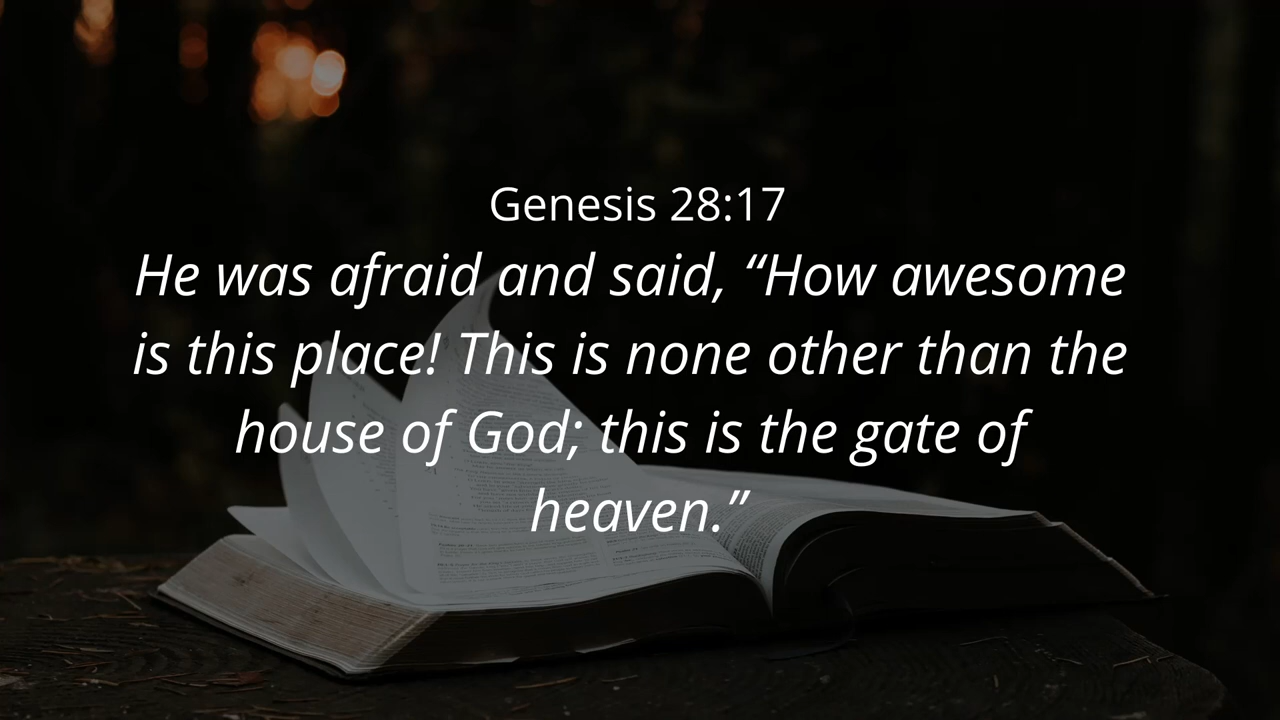 Genesis 28:17
He was afraid and said, “How awesome
is this place! This is none other than the
house of God; this is the gate of
heaven.”